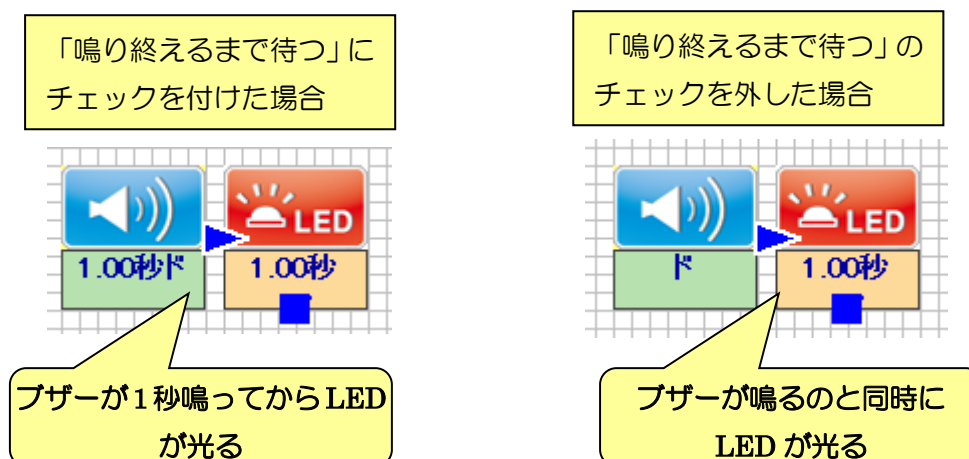 「鳴り終えるまで待つ」に
チェックを付けた場合
LED
1.00秒ド
1.00秒
ブザーが1秒鳴ってからLED
が光る
「鳴り終えるまで待つ」の
チェックを外した場合
LED
ド
1.00秒
ブザーが鳴るのと同時に
LED が光る